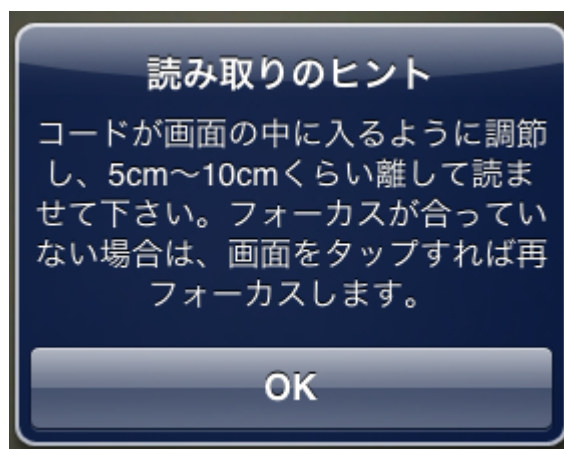 読み取りのヒント
コードが画面の中に入るように調節
し、5cm〜10cmくらい離して読ま
せて下さい。フォーカスが合ってい
ない場合は、画面をタップすれば再
フォーカスします。
OK